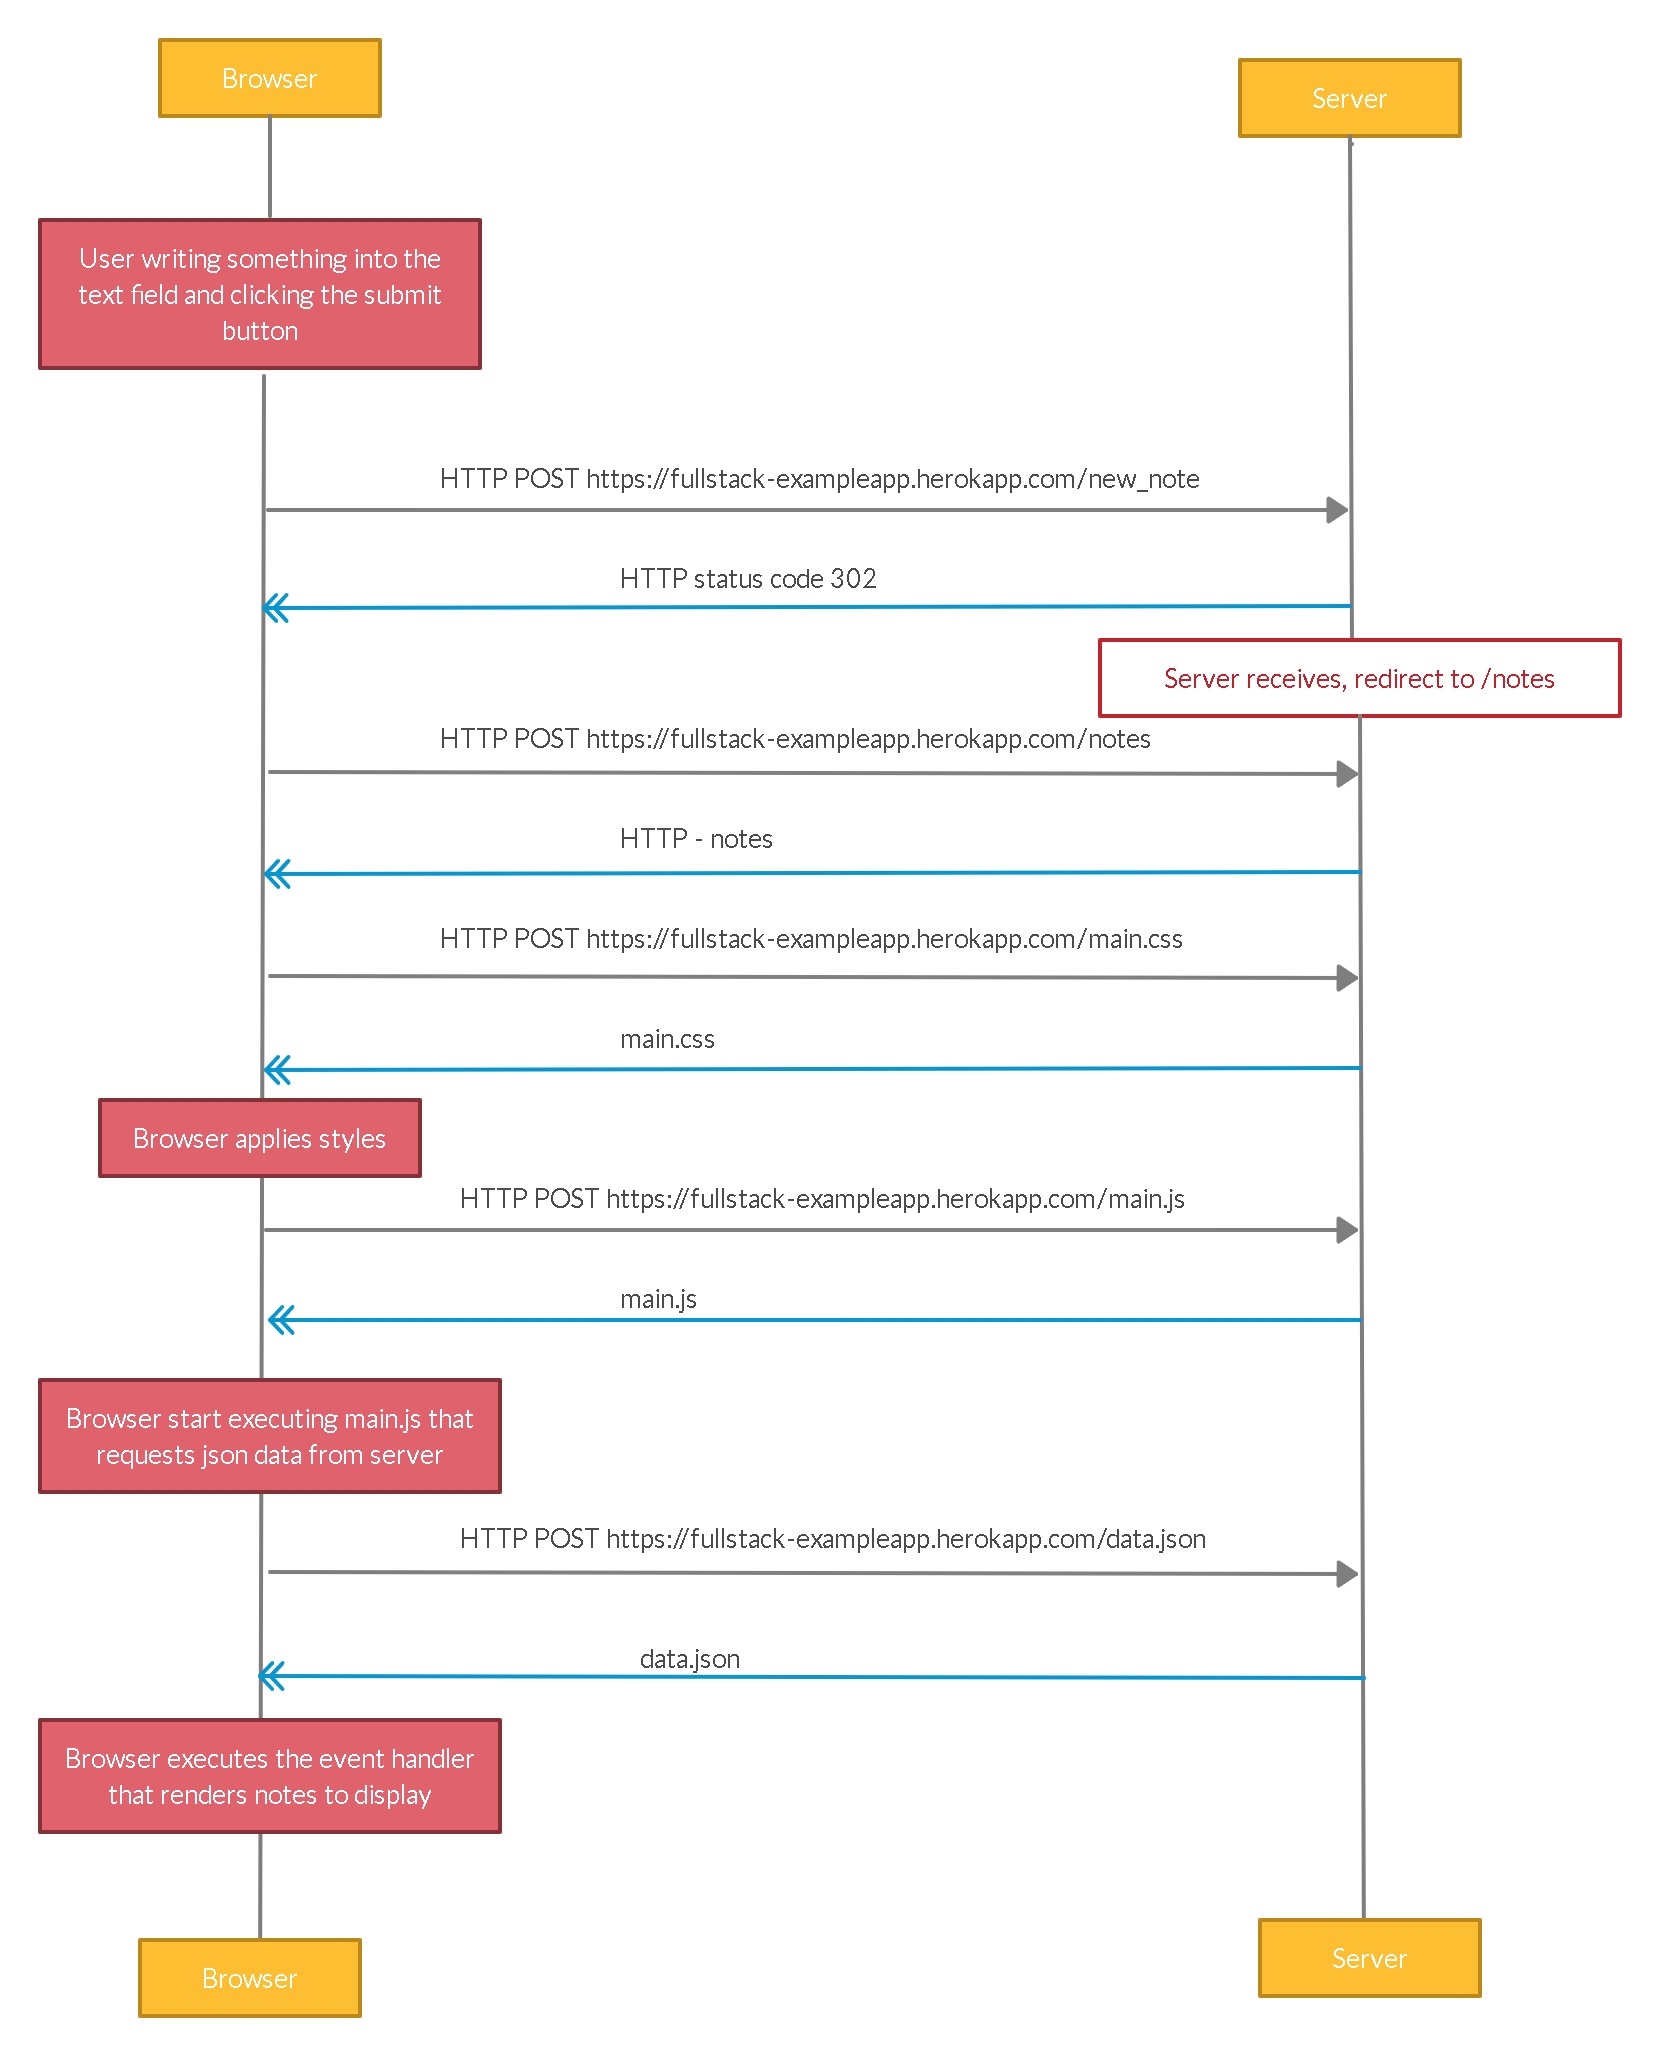 Browser
Server
User writing something into the
text field and clicking the submit
button
HTTP POST https://fullstack-exampleapp.herokapp.com/new_note
HTTP status code 302
Server receives, redirect to /notes
HTTP POST https://fullstack-exampleapp.herokapp.com/notes
HTTP - notes
HTTP POST https://fullstack-exampleapp.herokapp.com/main.css
main.css
Browser applies styles
HTTP POST https://fullstack-exampleapp.herokapp.com/main.js
main.js
Browser start executing main.js that
requests json data from server
HTTP POST https://fullstack-exampleapp.herokapp.com/data.json
data.json
Browser executes the event handler
that renders notes to display
Server
Browser